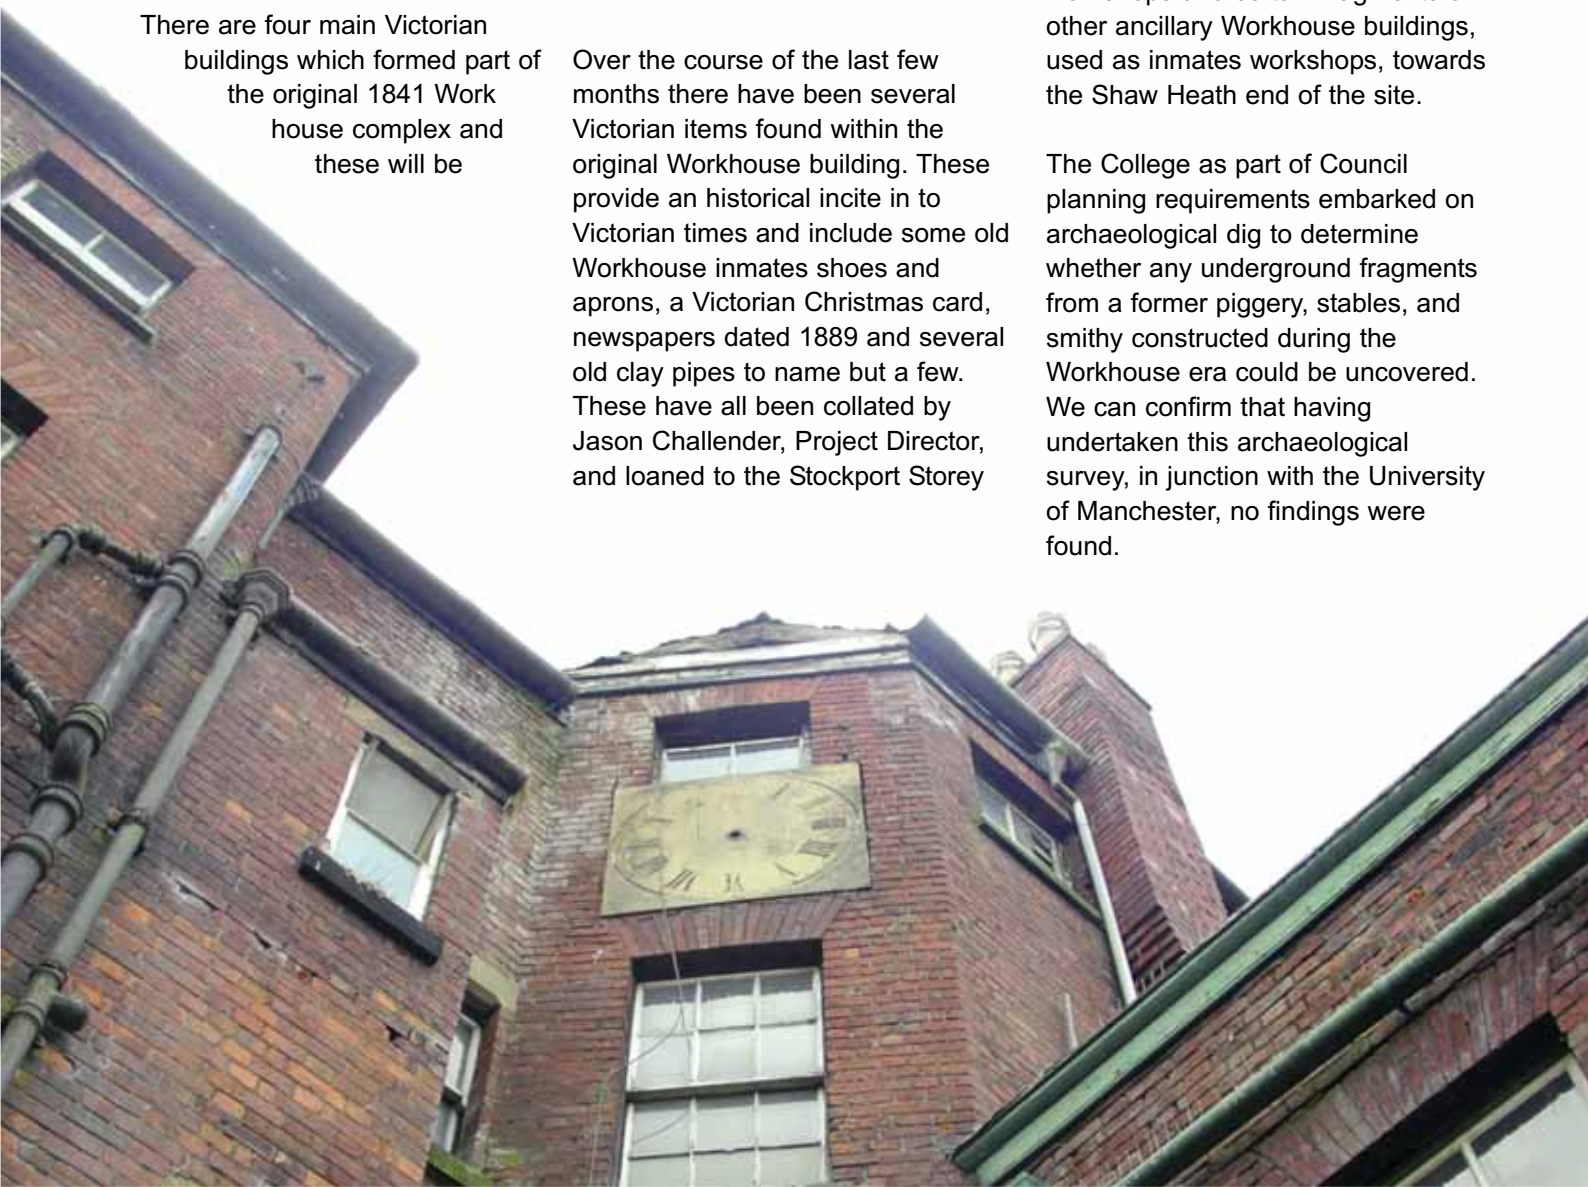 There are four main Victorian
buildings which formed part of
the original 1841 Work
house complex and
these will be
Over the course of the last few
months there have been several
Victorian items found within the
original Workhouse building. These
provide an historical incite in to
Victorian times and include some old
Workhouse inmates shoes and
aprons, a Victorian Christmas card,
newspapers dated 1889 and several
old clay pipes to name but a few.
These have all been collated by
Jason Challender, Project Director,
and loaned to the Stockport Storey
other ancillary Workhouse buildings,
used as inmates workshops, towards
the Shaw Heath end of the site.
The College as part of Council
planning requirements embarked on
archaeological dig to determine
whether any underground fragments
from a former piggery, stables, and
smithy constructed during the
Workhouse era could be uncovered.
We can confirm that having
undertaken this archaeological
survey, in junction with the University
of Manchester, no findings were
found.